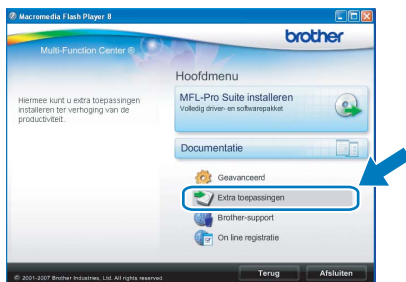 Macromedia Flash Player 8
brother
Multi-Function Center ®
Hoofdmenu
Hiermee kunt u extra toepassingen
installeren ter verhoging van de
productiviteit.
MFL-Pro Suite installeren
Volledig driver- en softwarepakket
Documentatie
Geavanceerd
Extra toepassingen
Brother-support
On line registratie
© 2001-2007 Brother Industries, Ltd. All rights reserved
Terug
Afsluiten